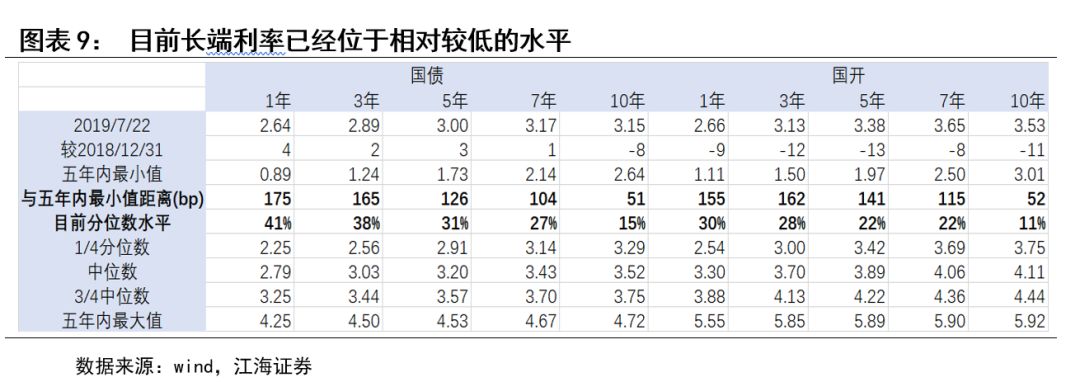 图表 9： 目前长端利率已经位于相对较低的水平
国债 国开
1年 3年 5年 7年 10年 1年 3年 5年 7年 10年
2019/7/22 2.64 2.89 3.00 3.17 3.15 2.66 3.13 3.38 3.65 3.53
较2018/12/31 4 2 3 1 -8 -9 -12 -13 -8 -11
五年内最小值 0.89 1.24 1.73 2.14 2.64 1.11 1.50 1.97 2.50 3.01
与五年内最小值距离(bp) 175 165 126 104 51 155 162 141 115 52
目前分位数水平 41% 38% 31% 27% 15% 30% 28% 22% 22% 11%
1/4分位数 2.25 2.56 2.91 3.14 3.29 2.54 3.00 3.42 3.69 3.75
中位数 2.79 3.03 3.20 3.43 3.52 3.30 3.70 3.89 4.06 4.11
3/4中位数 3.25 3.44 3.57 3.70 3.75 3.88 4.13 4.22 4.36 4.44
五年内最大值 4.25 4.50 4.53 4.67 4.72 5.55 5.85 5.89 5.90 5.92
数据来源：wind，江海证券